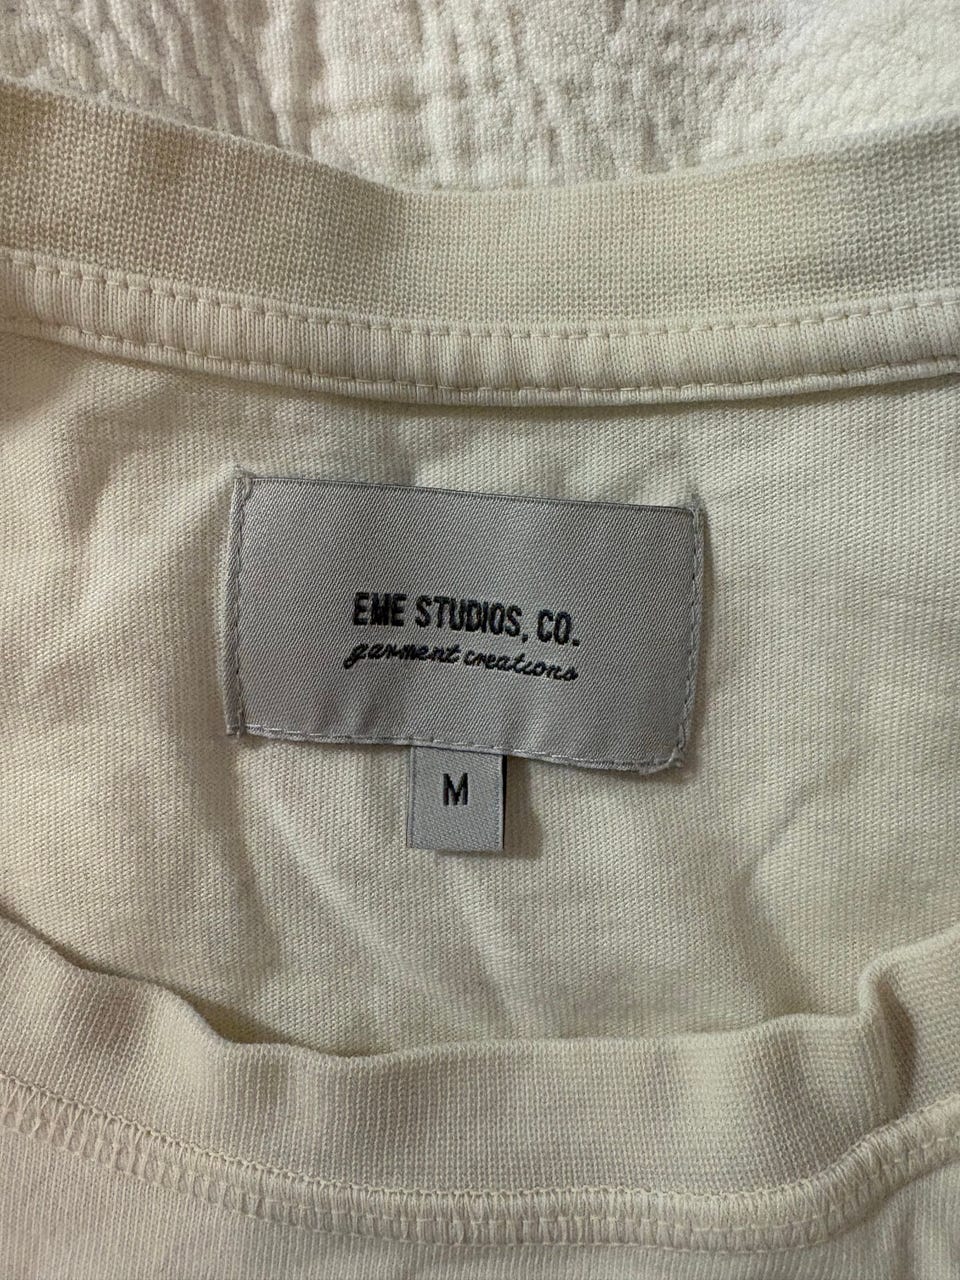 EME STUDIOS, CO.
garment creations
M